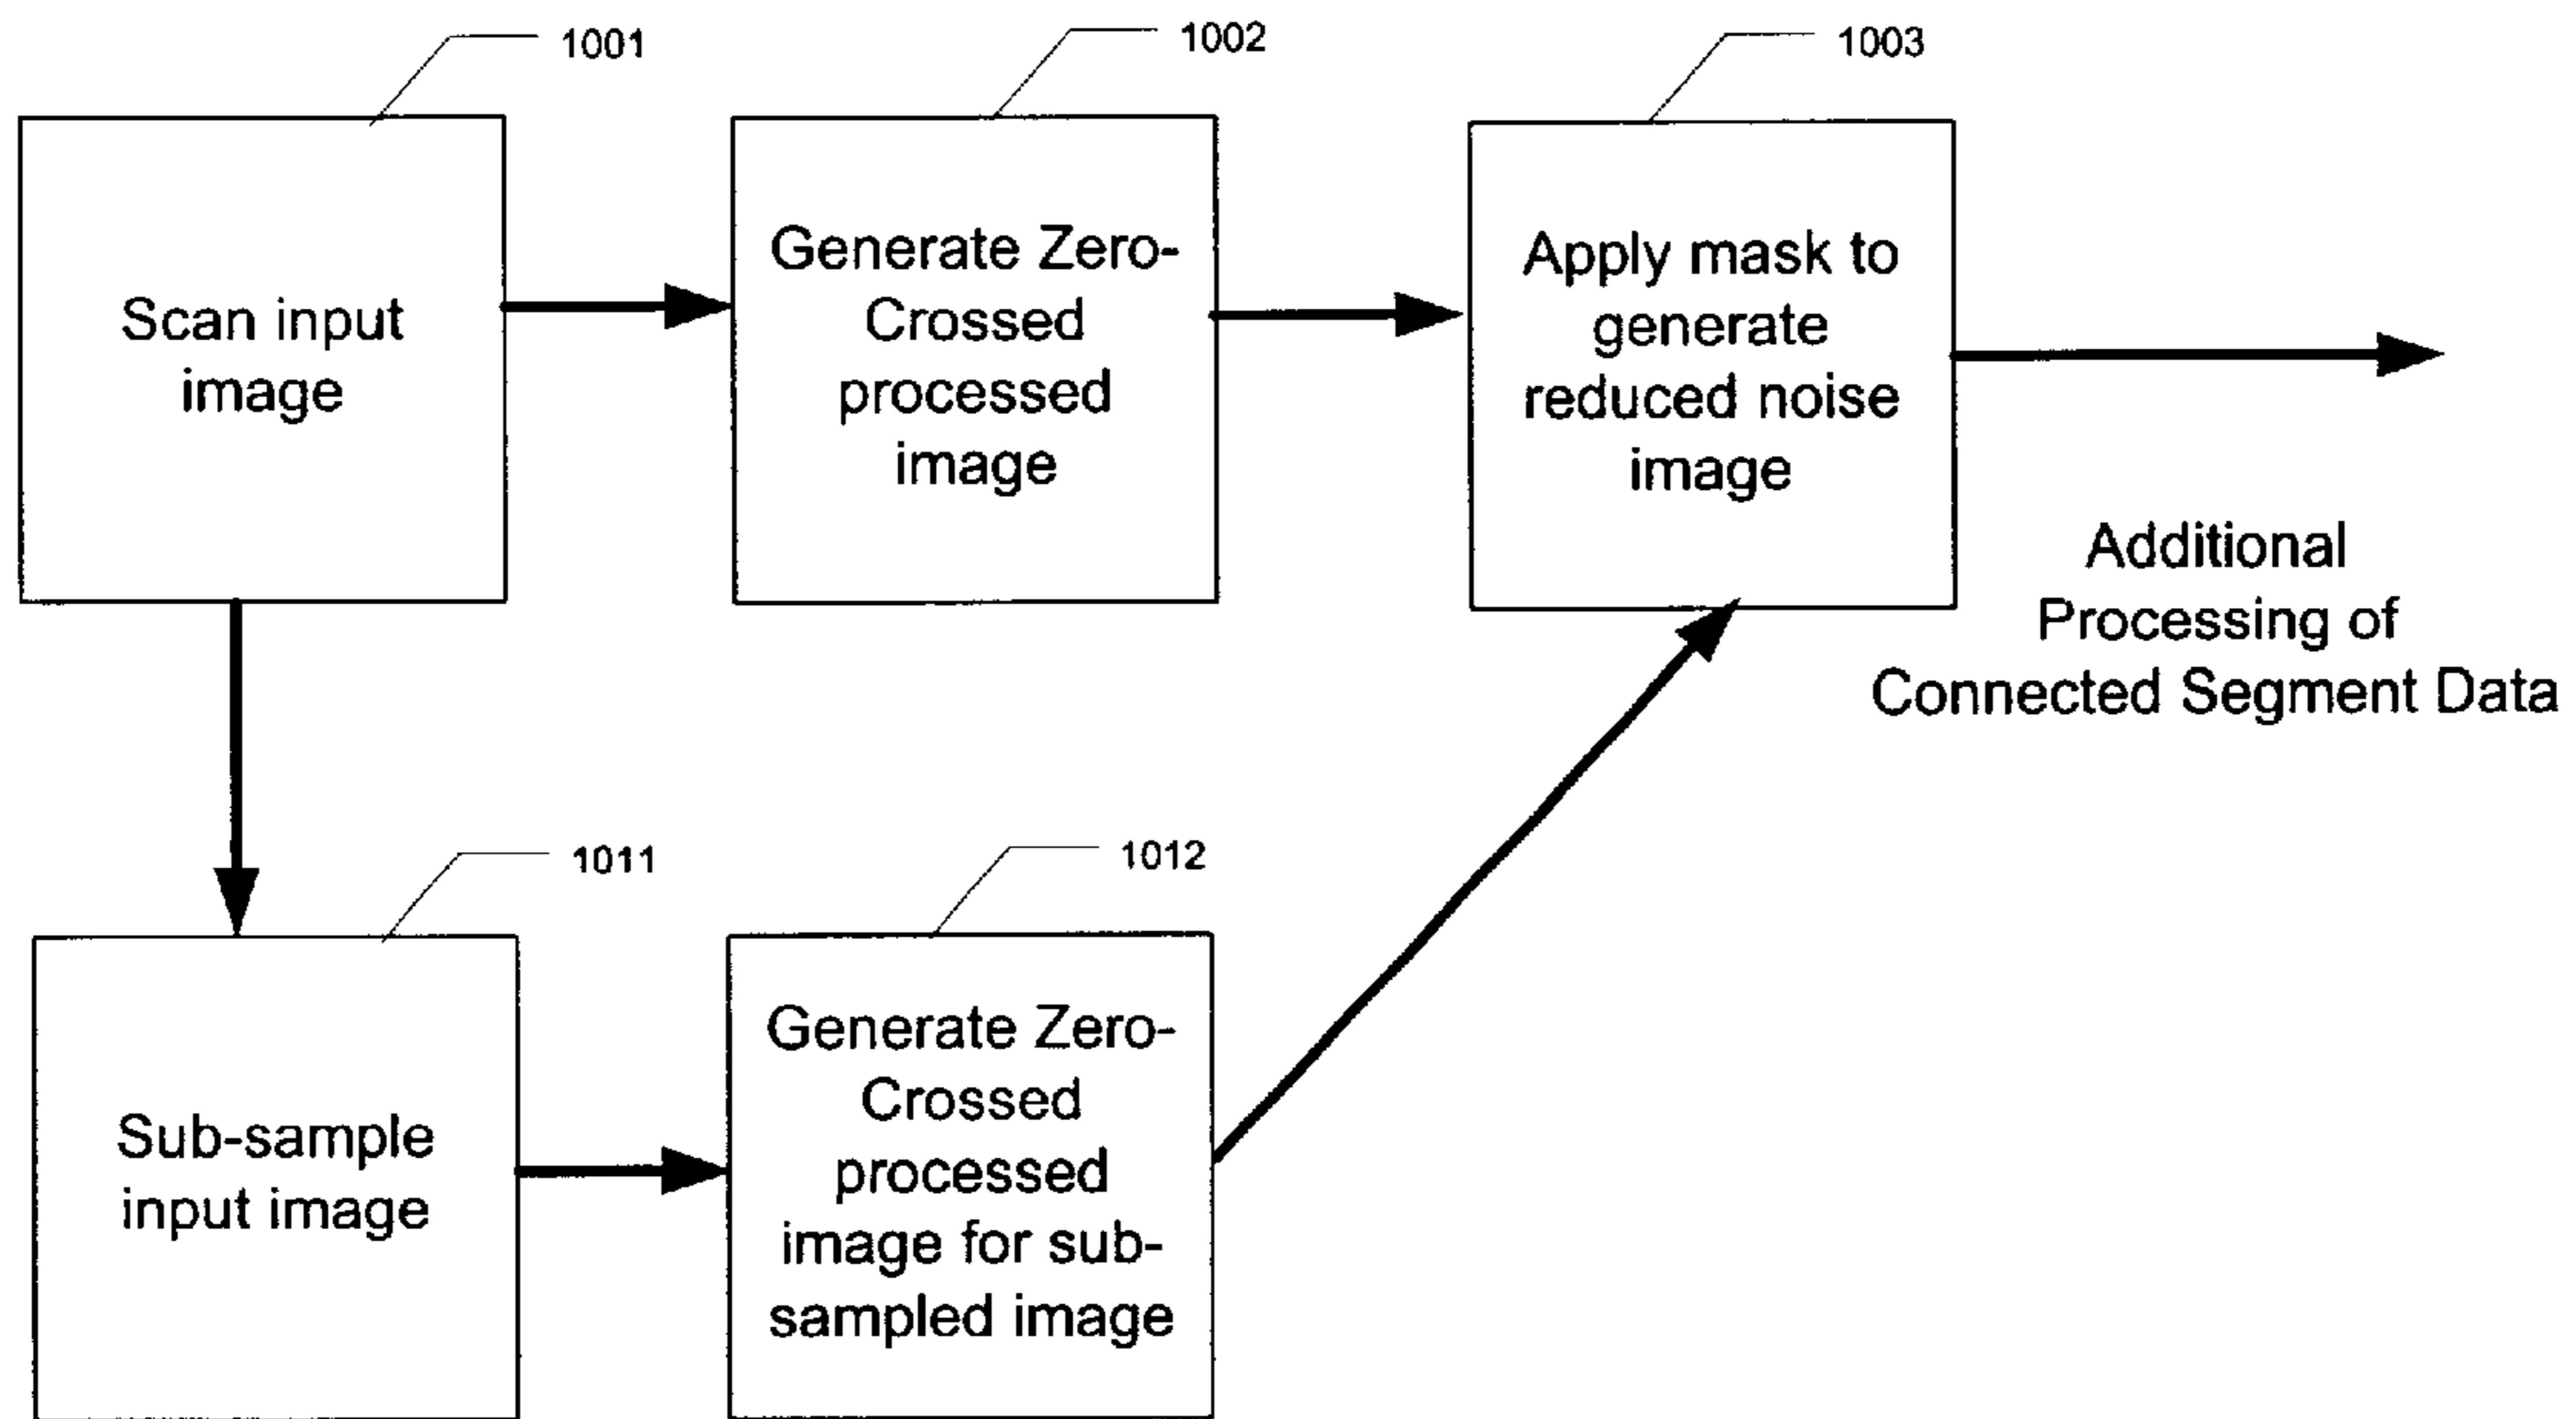 1001
1002
1003
Scan input
image
Generate Zero-
Crossed
processed
image
Apply mask to
generate
reduced noise
image
Additional
Processing of
Connected Segment Data
1011
1012
Sub-sample
input image
Generate Zero-
Crossed
processed
image for sub-
sampled image